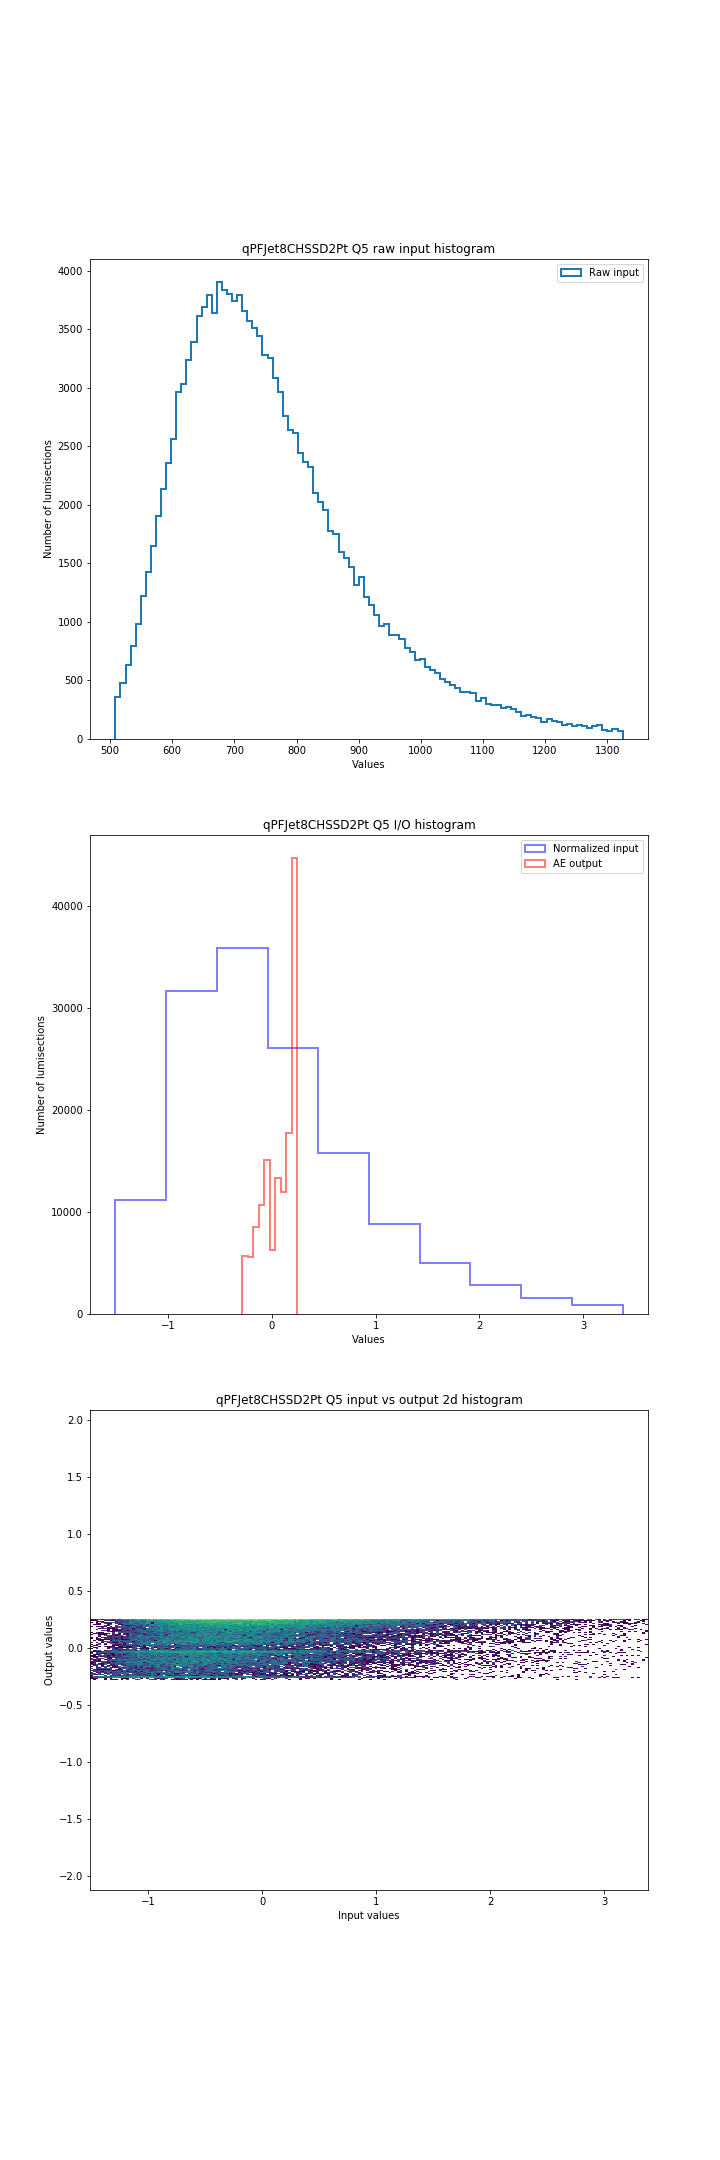 qPFJet8CHSSD2Pt Q5 raw input histogram
Raw input
4000
3500
3000
2500
2000
1500
1000
500
0
Number of lumisections
500 600 700 800 900 1000 1100 1200 1300
Values
qPFJet8CHSSD2Pt Q5 I/O histogram
Normalized input
AE output
40000
30000
20000
10000
0
Number of lumisections
−1 0 1 2 3
Values
qPFJet8CHSSD2Pt Q5 input vs output 2d histogram
2.0
1.5
1.0
0.5
0.0
−0.5
−1.0
−1.5
−2.0
Output values
−1 0 1 2 3
Input values